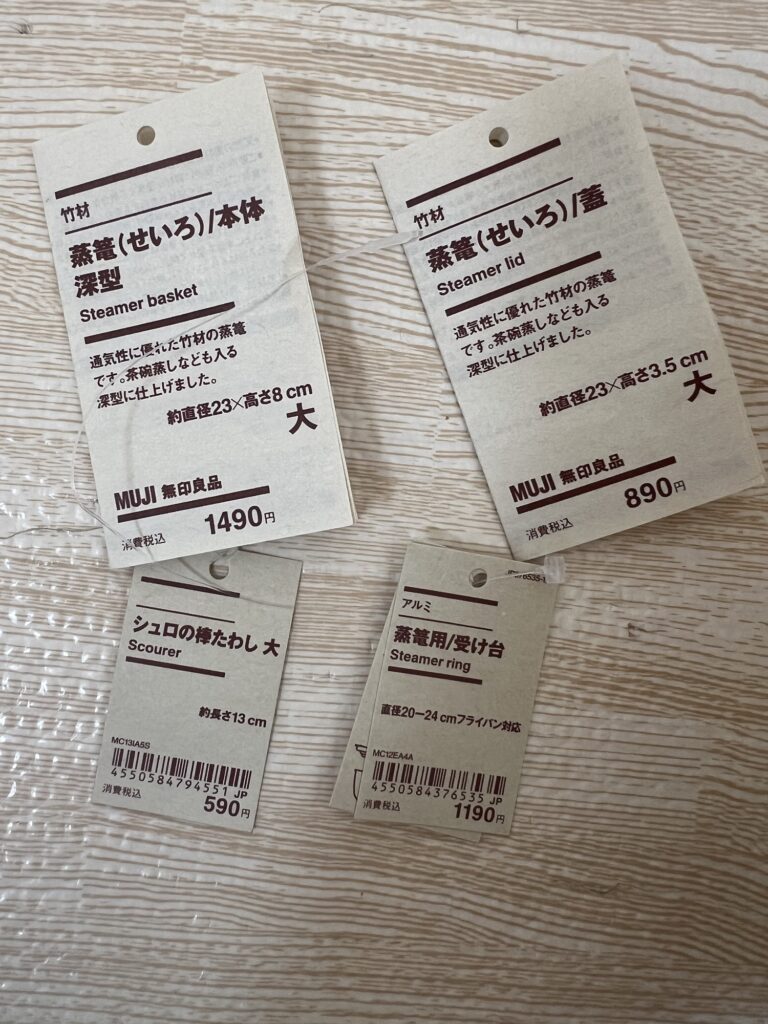 竹材
蒸篭(せいろ)/本体
深型
Steamer basket
通気性に優れた竹材の蒸篭
です。茶碗蒸しなども入る
深型に仕上げました。
約直径23×高さ8 cm
大
MUJI 無印良品
消費税込 1490円
竹材
蒸篭(せいろ)/蓋
Steamer lid
通気性に優れた竹材の蒸篭
です。茶碗蒸しなども入る
深型に仕上げました。
約直径23×高さ3.5 cm
大
MUJI 無印良品
消費税込 890円
シュロの棒たわし 大
Scourer
約長さ13 cm
MC13IA5S
4550584794551 JP
消費税込 590円
アルミ
蒸篭用/受け台
Steamer ring
直径20ー24 cmフライパン対応
MC12EA4A
4550584376535 JP
消費税込 1190円